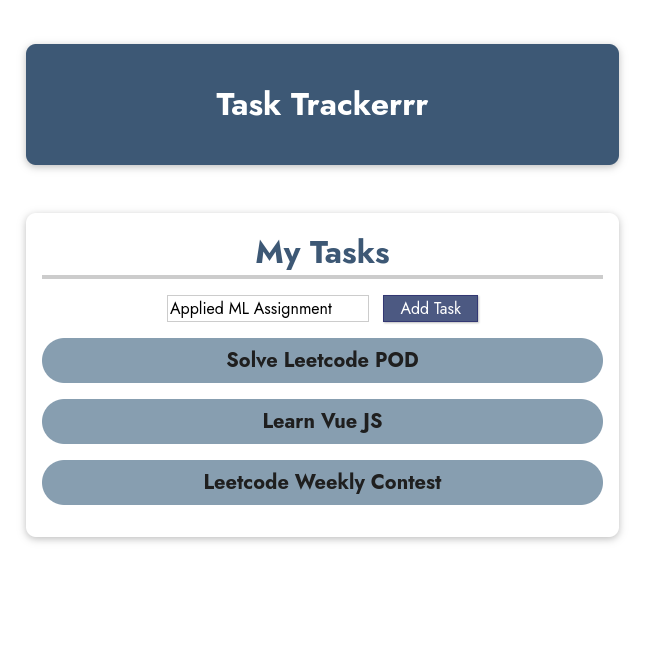 Task Trackerrr
My Tasks
Applied ML Assignment Add Task
Solve Leetcode POD
Learn Vue JS
Leetcode Weekly Contest